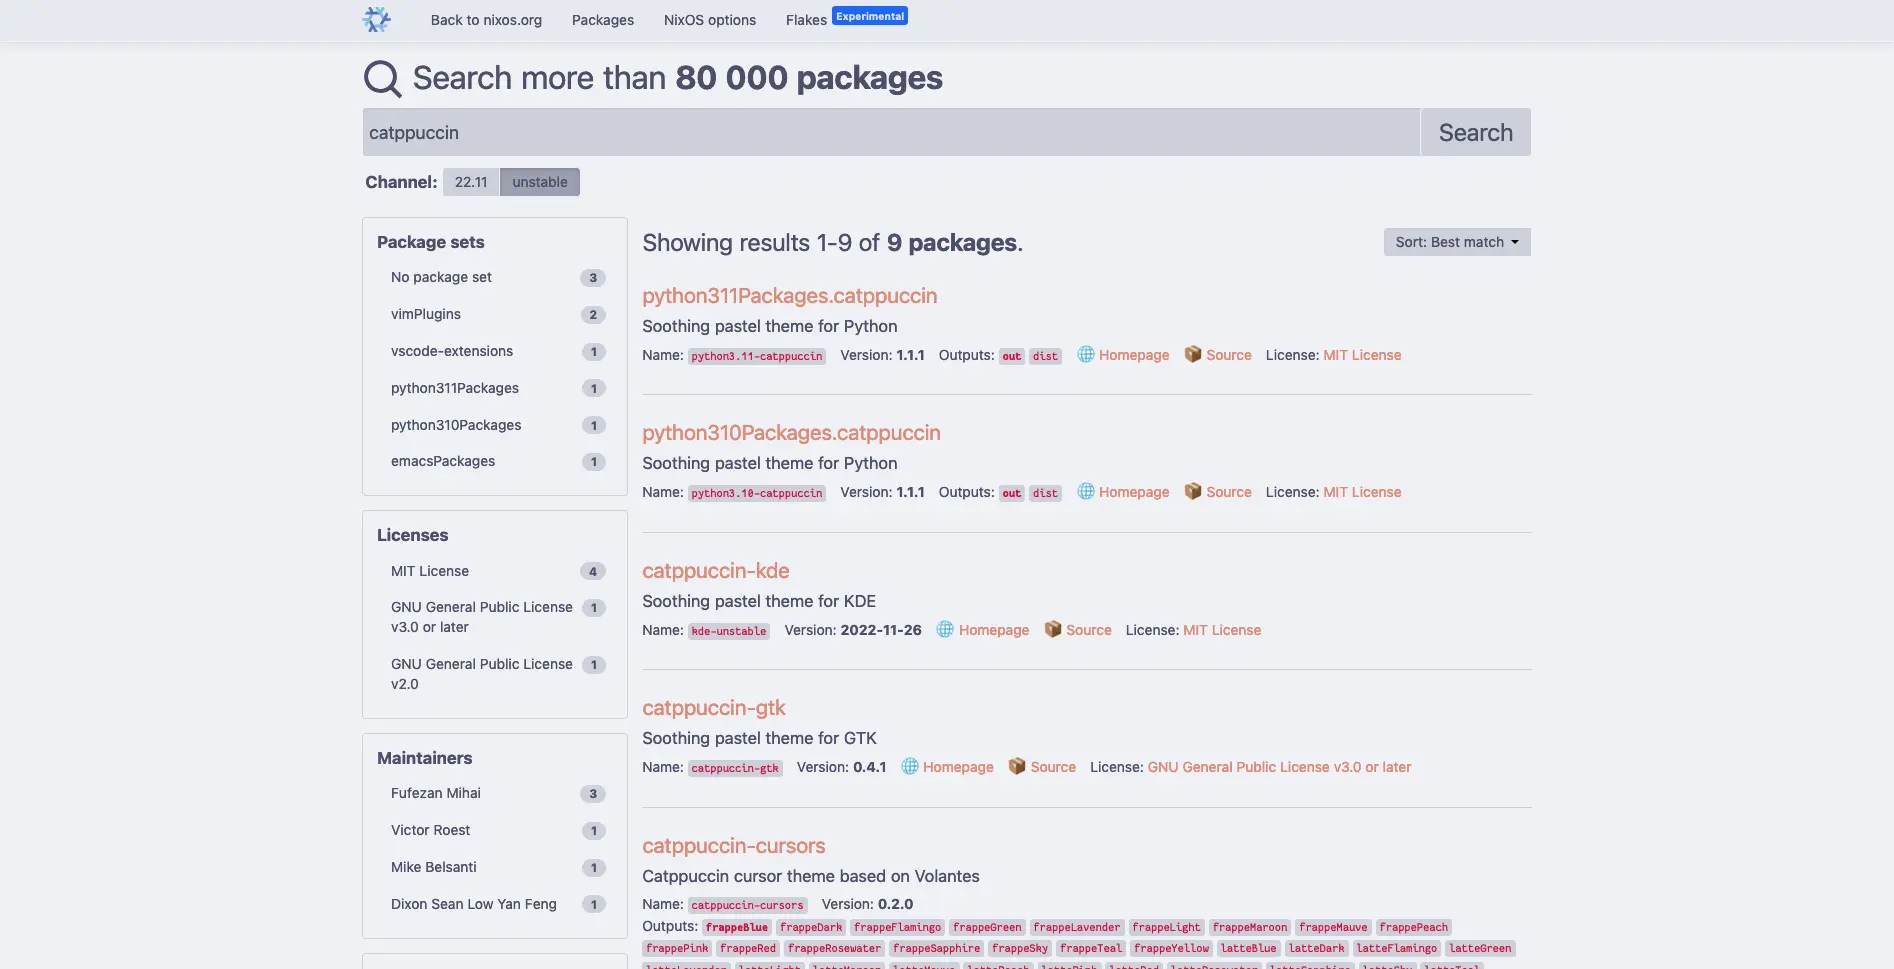 Back to nixos.org Packages NixOS options Flakes Experimental
Search more than 80 000 packages
catppuccin Search
Channel: 22.11 unstable
Package sets
No package set 3
vimPlugins 2
vscode-extensions 1
python311Packages 1
python310Packages 1
emacsPackages 1
Licenses
MIT License 4
GNU General Public License 1
v3.0 or later
GNU General Public License 1
v2.0
Maintainers
Fufezan Mihai 3
Victor Roest 1
Mike Belsanti 1
Dixon Sean Low Yan Feng 1
Showing results 1-9 of 9 packages.
Sort: Best match
python311Packages.catppuccin
Soothing pastel theme for Python
Name: python3.11-catppuccin Version: 1.1.1 Outputs: out dist Homepage Source License: MIT License
python310Packages.catppuccin
Soothing pastel theme for Python
Name: python3.10-catppuccin Version: 1.1.1 Outputs: out dist Homepage Source License: MIT License
catppuccin-kde
Soothing pastel theme for KDE
Name: kde-unstable Version: 2022-11-26 Homepage Source License: MIT License
catppuccin-gtk
Soothing pastel theme for GTK
Name: catppuccin-gtk Version: 0.4.1 Homepage Source License: GNU General Public License v3.0 or later
catppuccin-cursors
Catppuccin cursor theme based on Volantes
Name: catppuccin-cursors Version: 0.2.0
Outputs: frappeBlue frappeDark frappeFlamingo frappeGreen frappeLavender frappeLight frappeMaroon frappeMauve frappePeach
frappePink frappeRed frappeRosewater frappeSapphire frappeSky frappeTeal frappeYellow latteBlue latteDark latteFlamingo latteGreen